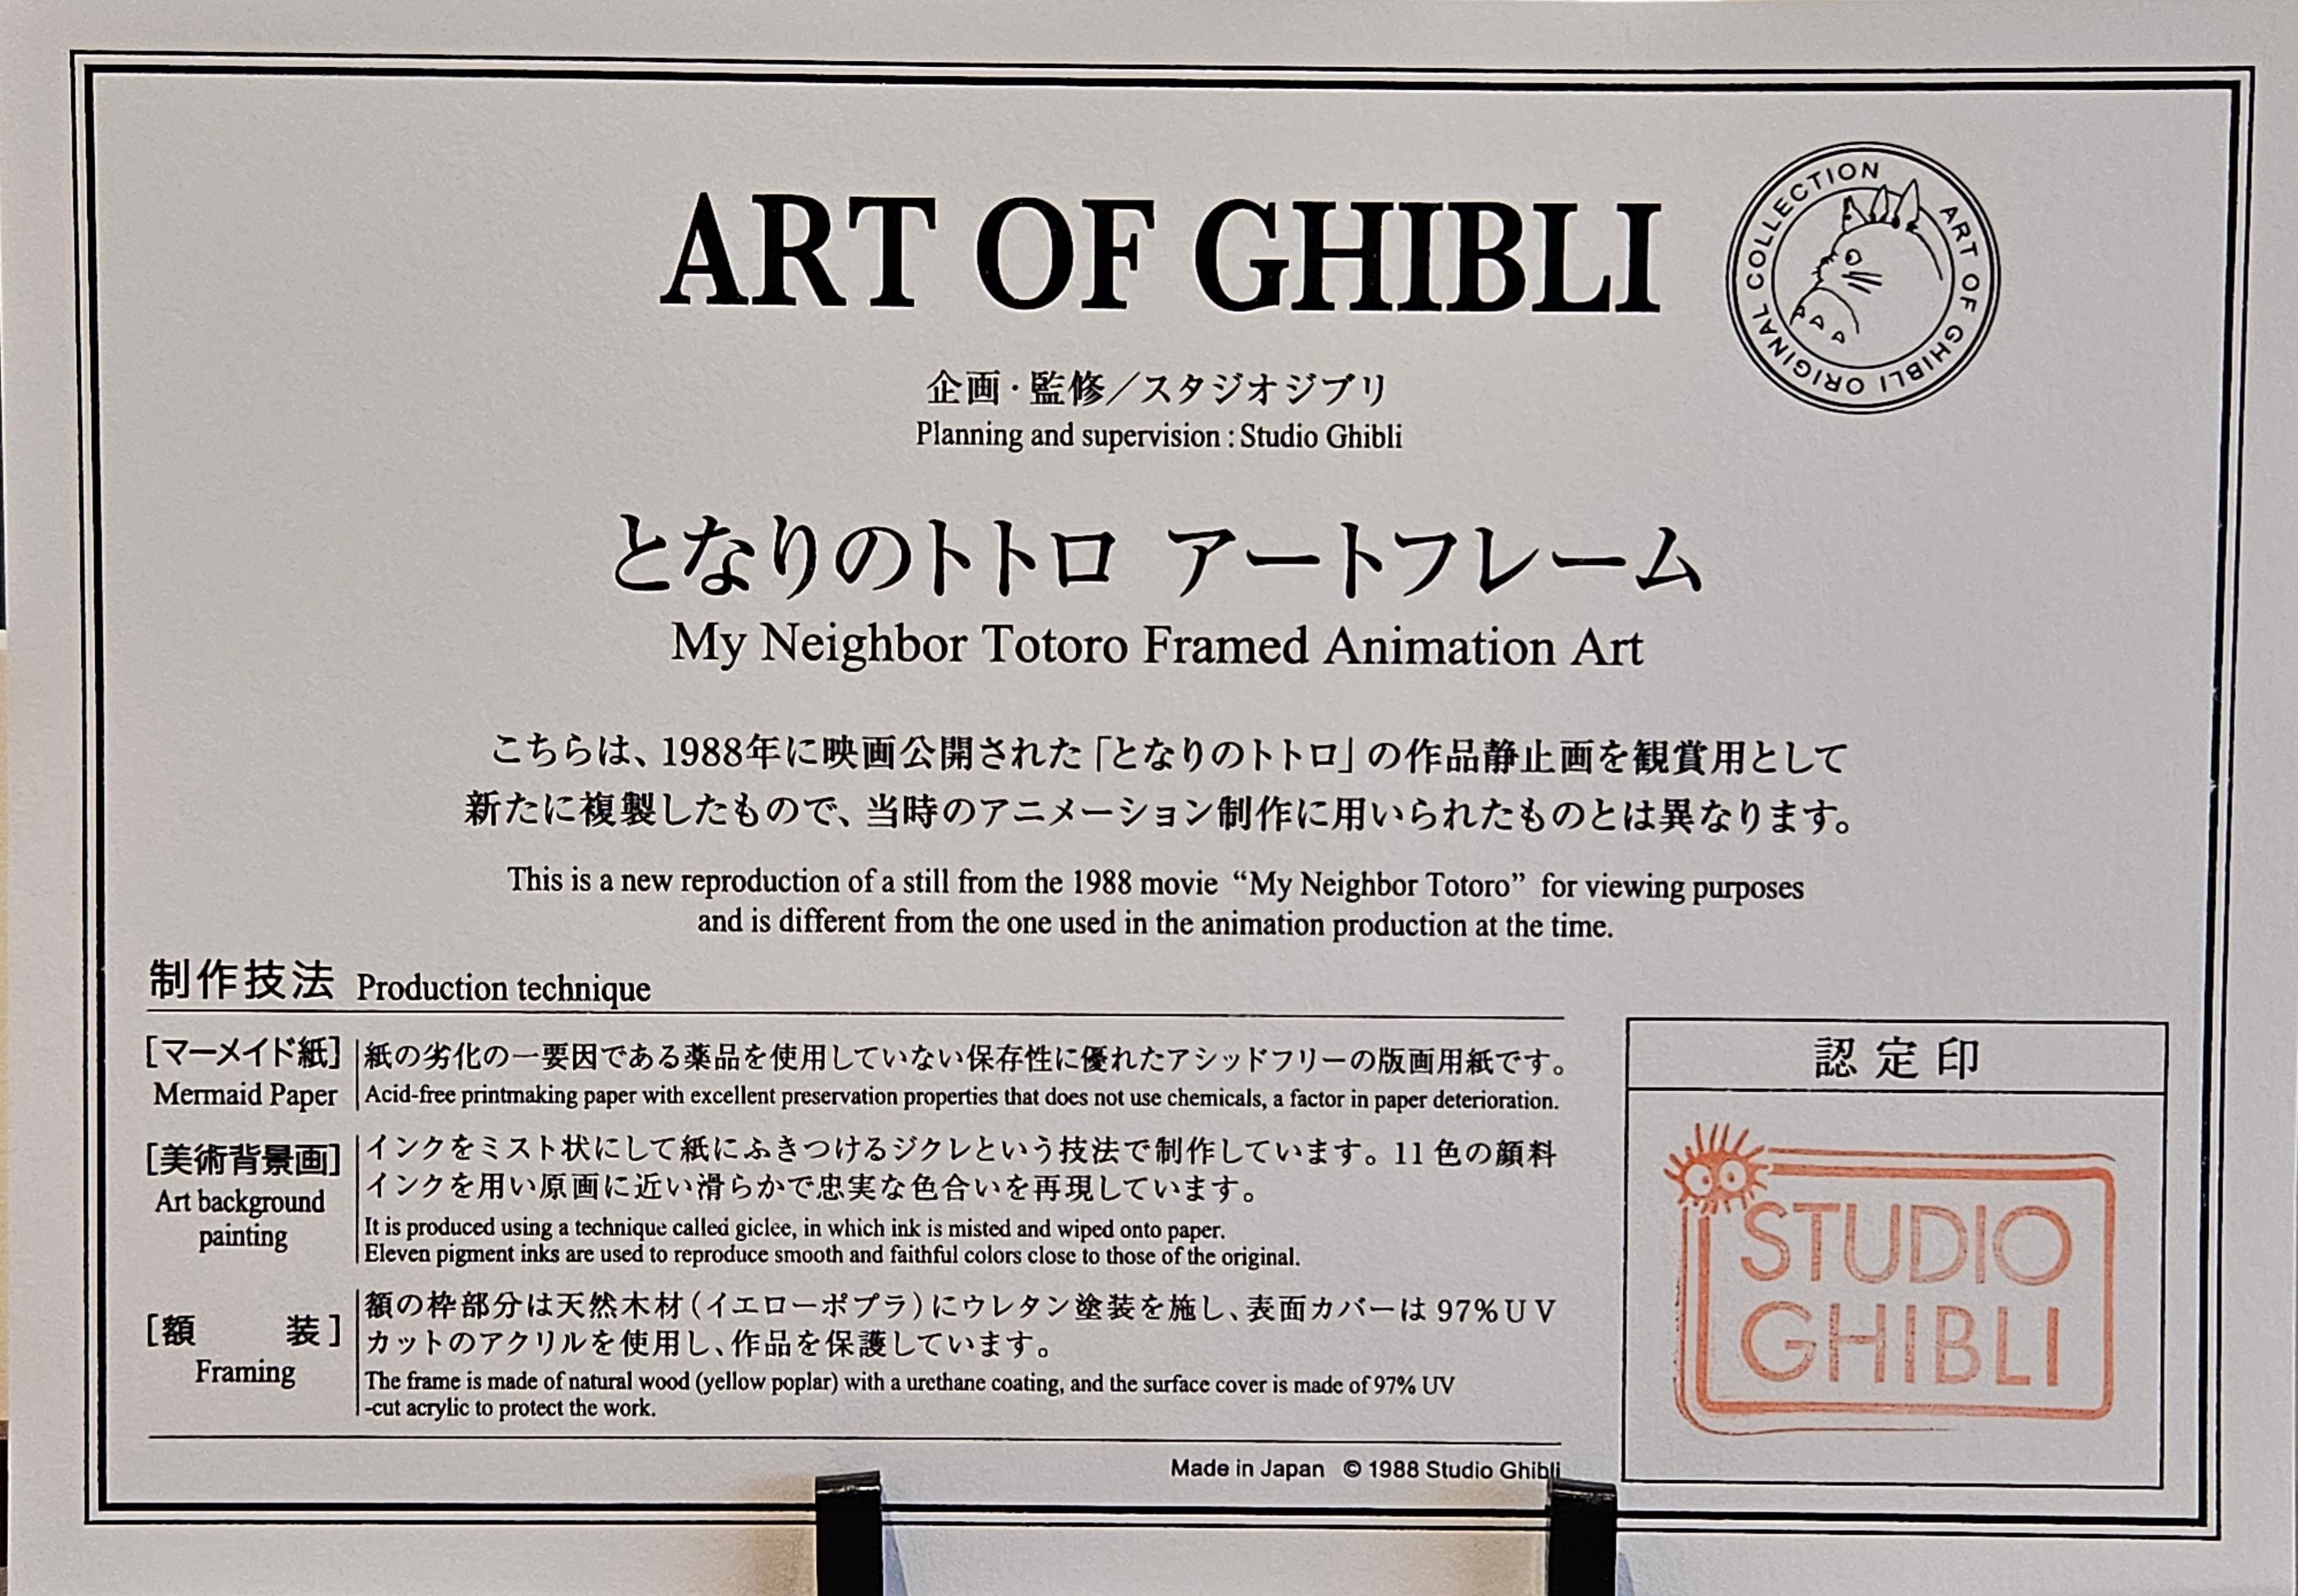 ART OF GHIBLI
ART OF GHIBLI ORIGINAL COLLECTION
企画・監修／スタジオジブリ
Planning and supervision : Studio Ghibli
となりのトトロ アートフレーム
My Neighbor Totoro Framed Animation Art
こちらは、1988年に映画公開された「となりのトトロ」の作品静止画を観賞用として
新たに複製したもので、当時のアニメーション制作に用いられたものとは異なります。
This is a new reproduction of a still from the 1988 movie “My Neighbor Totoro” for viewing purposes
and is different from the one used in the animation production at the time.
制作技法 Production technique
[マーメイド紙]
Mermaid Paper
紙の劣化の一要因である薬品を使用していない保存性に優れたアシッドフリーの版画用紙です。
Acid-free printmaking paper with excellent preservation properties that does not use chemicals, a factor in paper deterioration.
[美術背景画]
Art background
painting
インクをミスト状にして紙にふきつけるジクレという技法で制作しています。11色の顔料
インクを用い原画に近い滑らかで忠実な色合いを再現しています。
It is produced using a technique called giclee, in which ink is misted and wiped onto paper.
Eleven pigment inks are used to reproduce smooth and faithful colors close to those of the original.
[額 装]
Framing
額の枠部分は天然木材（イエローポプラ）にウレタン塗装を施し、表面カバーは97%UV
カットのアクリルを使用し、作品を保護しています。
The frame is made of natural wood (yellow poplar) with a urethane coating, and the surface cover is made of 97% UV
-cut acrylic to protect the work.
認定印
STUDIO
GHIBLI
Made in Japan © 1988 Studio Ghibli